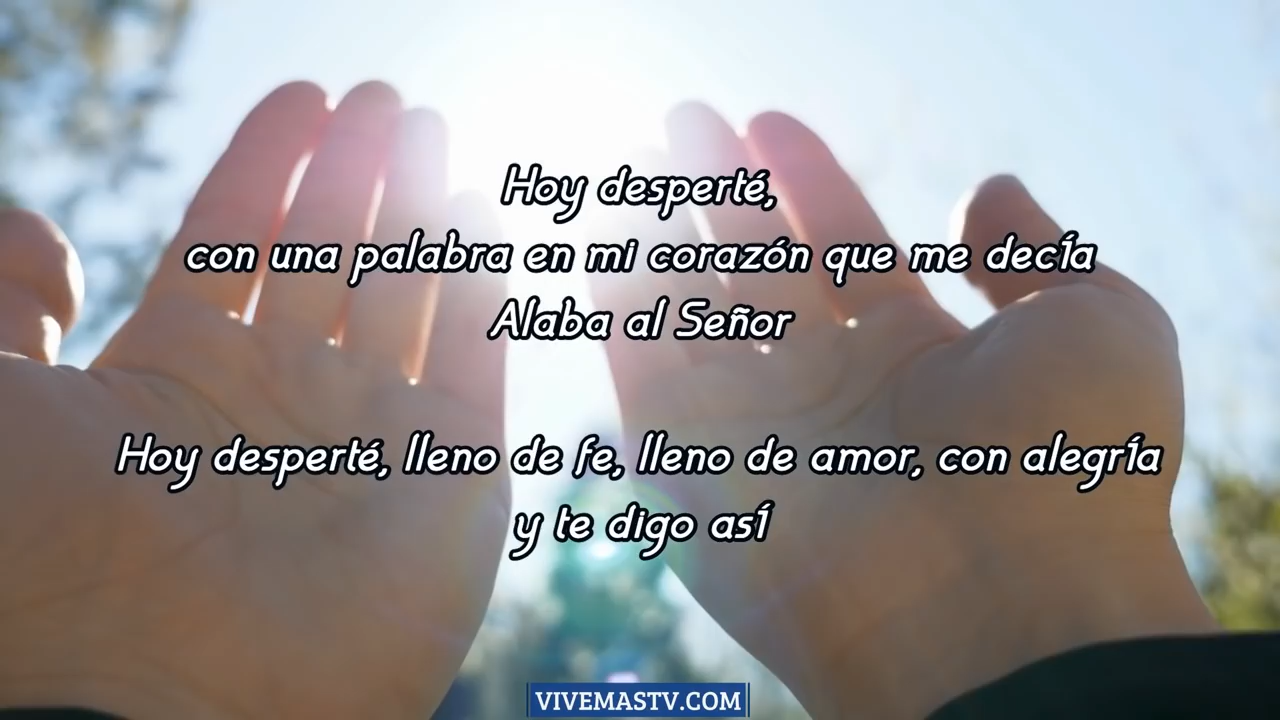 Hoy desperté,
con una palabra en mi corazón que me decía
Alaba al Señor
Hoy desperté, lleno de fe, lleno de amor, con alegría
y te digo así
VIVEMASTV.COM